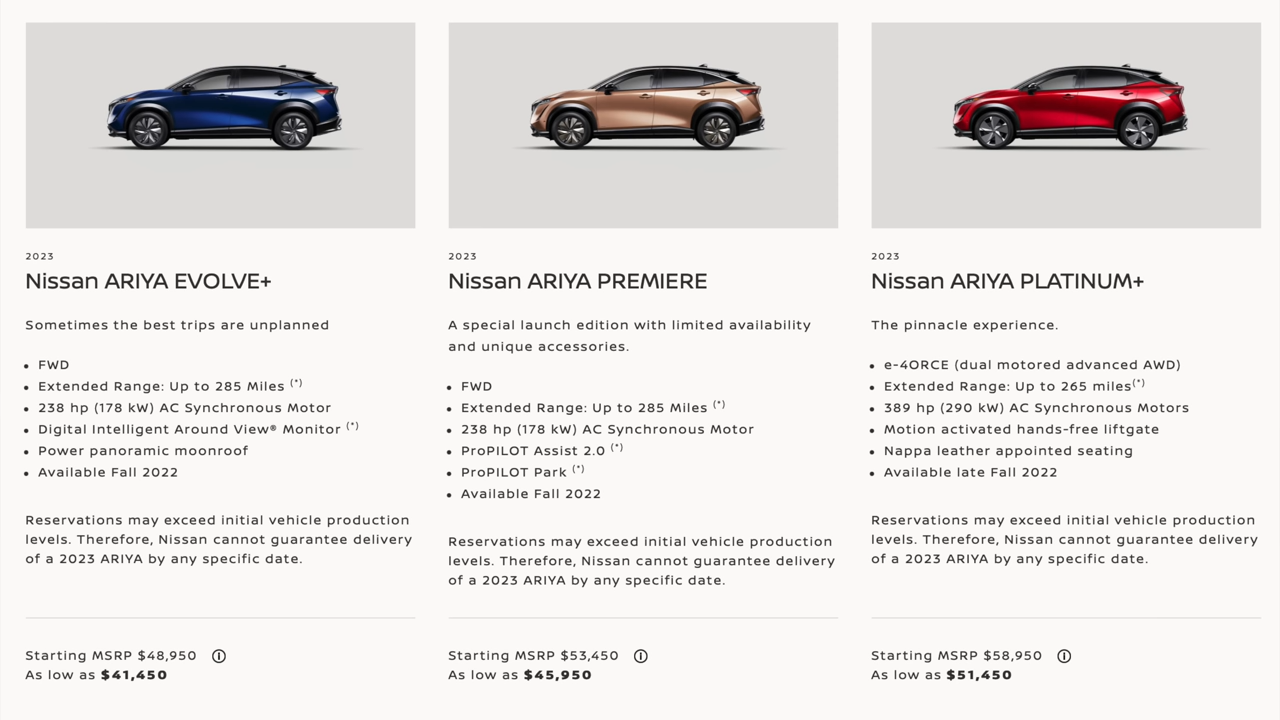 2023
Nissan ARIYA EVOLVE+
Sometimes the best trips are unplanned
• FWD
• Extended Range: Up to 285 Miles (*)
• 238 hp (178 kW) AC Synchronous Motor
• Digital Intelligent Around View® Monitor (*)
• Power panoramic moonroof
• Available Fall 2022
Reservations may exceed initial vehicle production
levels. Therefore, Nissan cannot guarantee delivery
of a 2023 ARIYA by any specific date.
Starting MSRP $48,950
As low as $41,450
2023
Nissan ARIYA PREMIERE
A special launch edition with limited availability
and unique accessories.
• FWD
• Extended Range: Up to 285 Miles (*)
• 238 hp (178 kW) AC Synchronous Motor
• ProPILOT Assist 2.0 (*)
• ProPILOT Park (*)
• Available Fall 2022
Reservations may exceed initial vehicle production
levels. Therefore, Nissan cannot guarantee delivery
of a 2023 ARIYA by any specific date.
Starting MSRP $53,450
As low as $45,950
2023
Nissan ARIYA PLATINUM+
The pinnacle experience.
• e-4ORCE (dual motored advanced AWD)
• Extended Range: Up to 265 miles(*)
• 389 hp (290 kW) AC Synchronous Motors
• Motion activated hands-free liftgate
• Nappa leather appointed seating
• Available late Fall 2022
Reservations may exceed initial vehicle production
levels. Therefore, Nissan cannot guarantee delivery
of a 2023 ARIYA by any specific date.
Starting MSRP $58,950
As low as $51,450